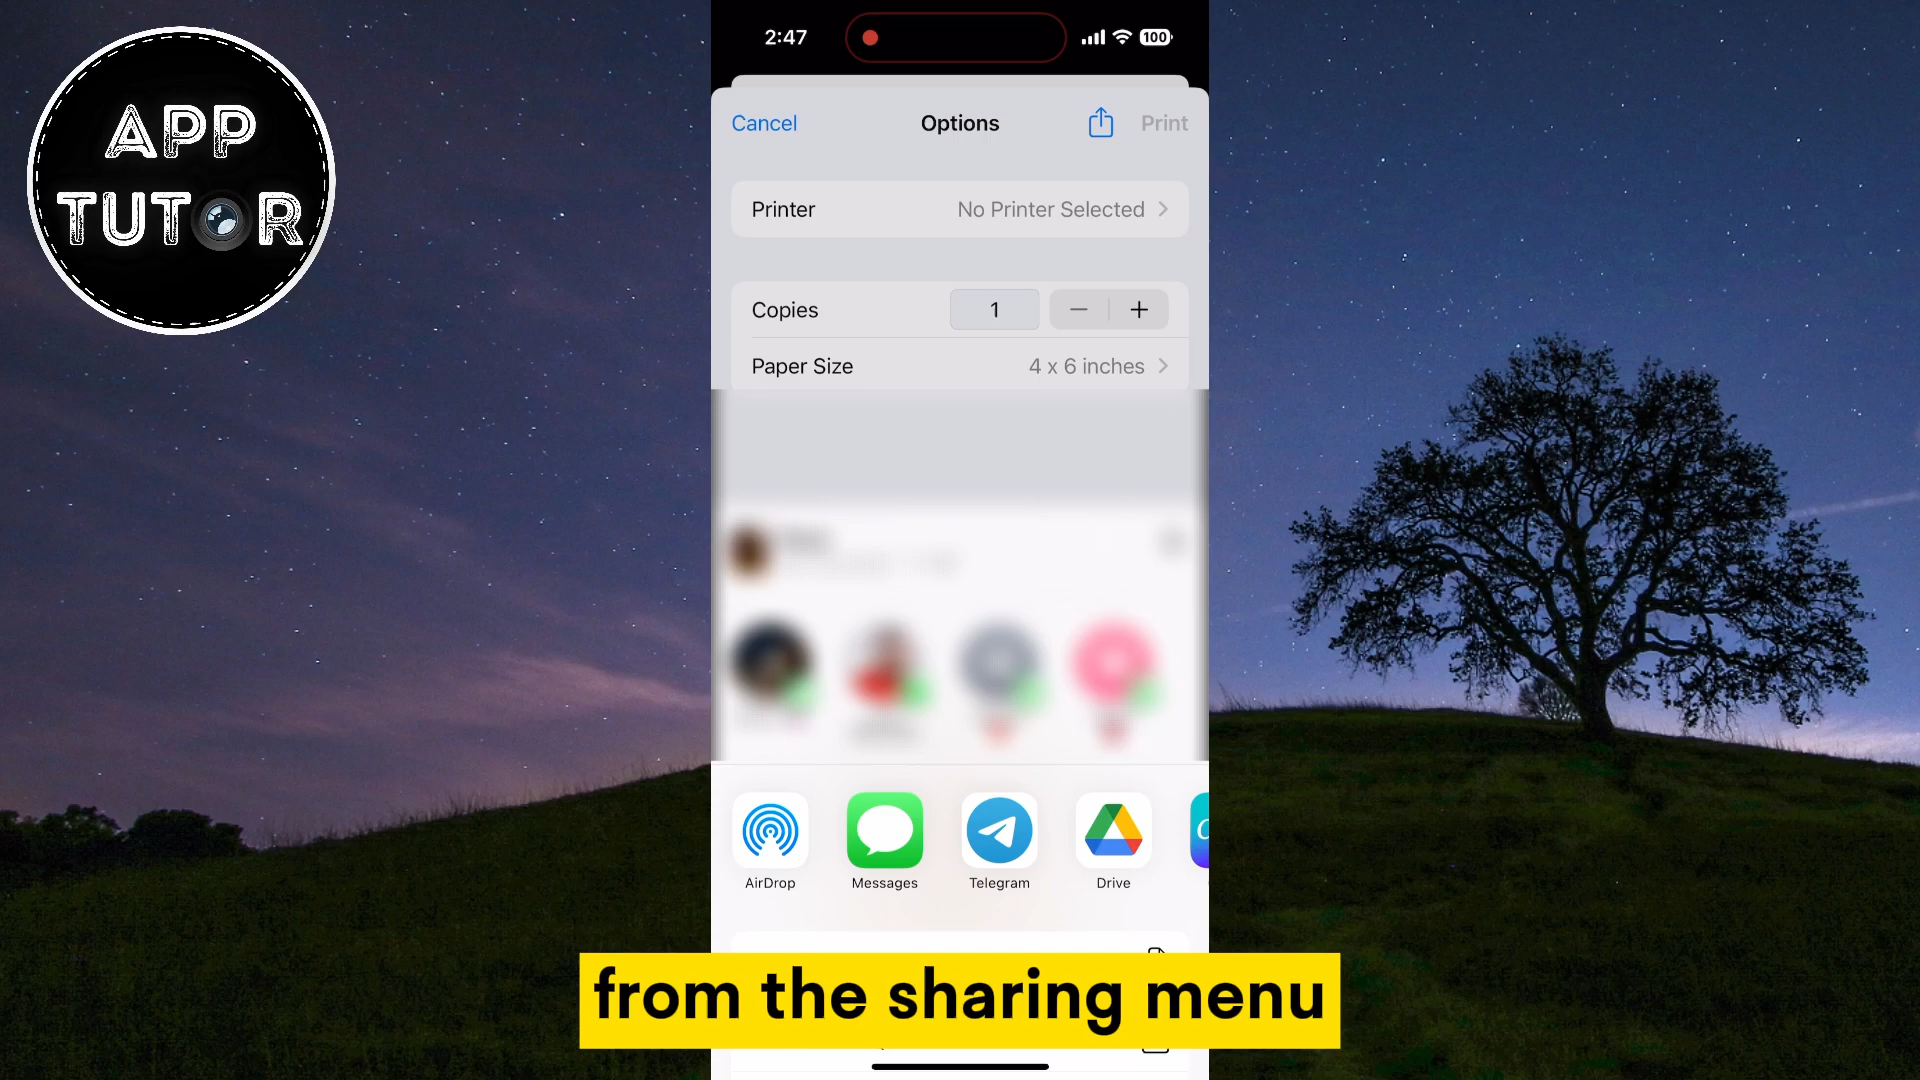 APP
TUTOR
2:47
100
Cancel
Options
Print
Printer
No Printer Selected
Copies
1
Paper Size
4 x 6 inches
AirDrop
Messages
Telegram
Drive
from the sharing menu